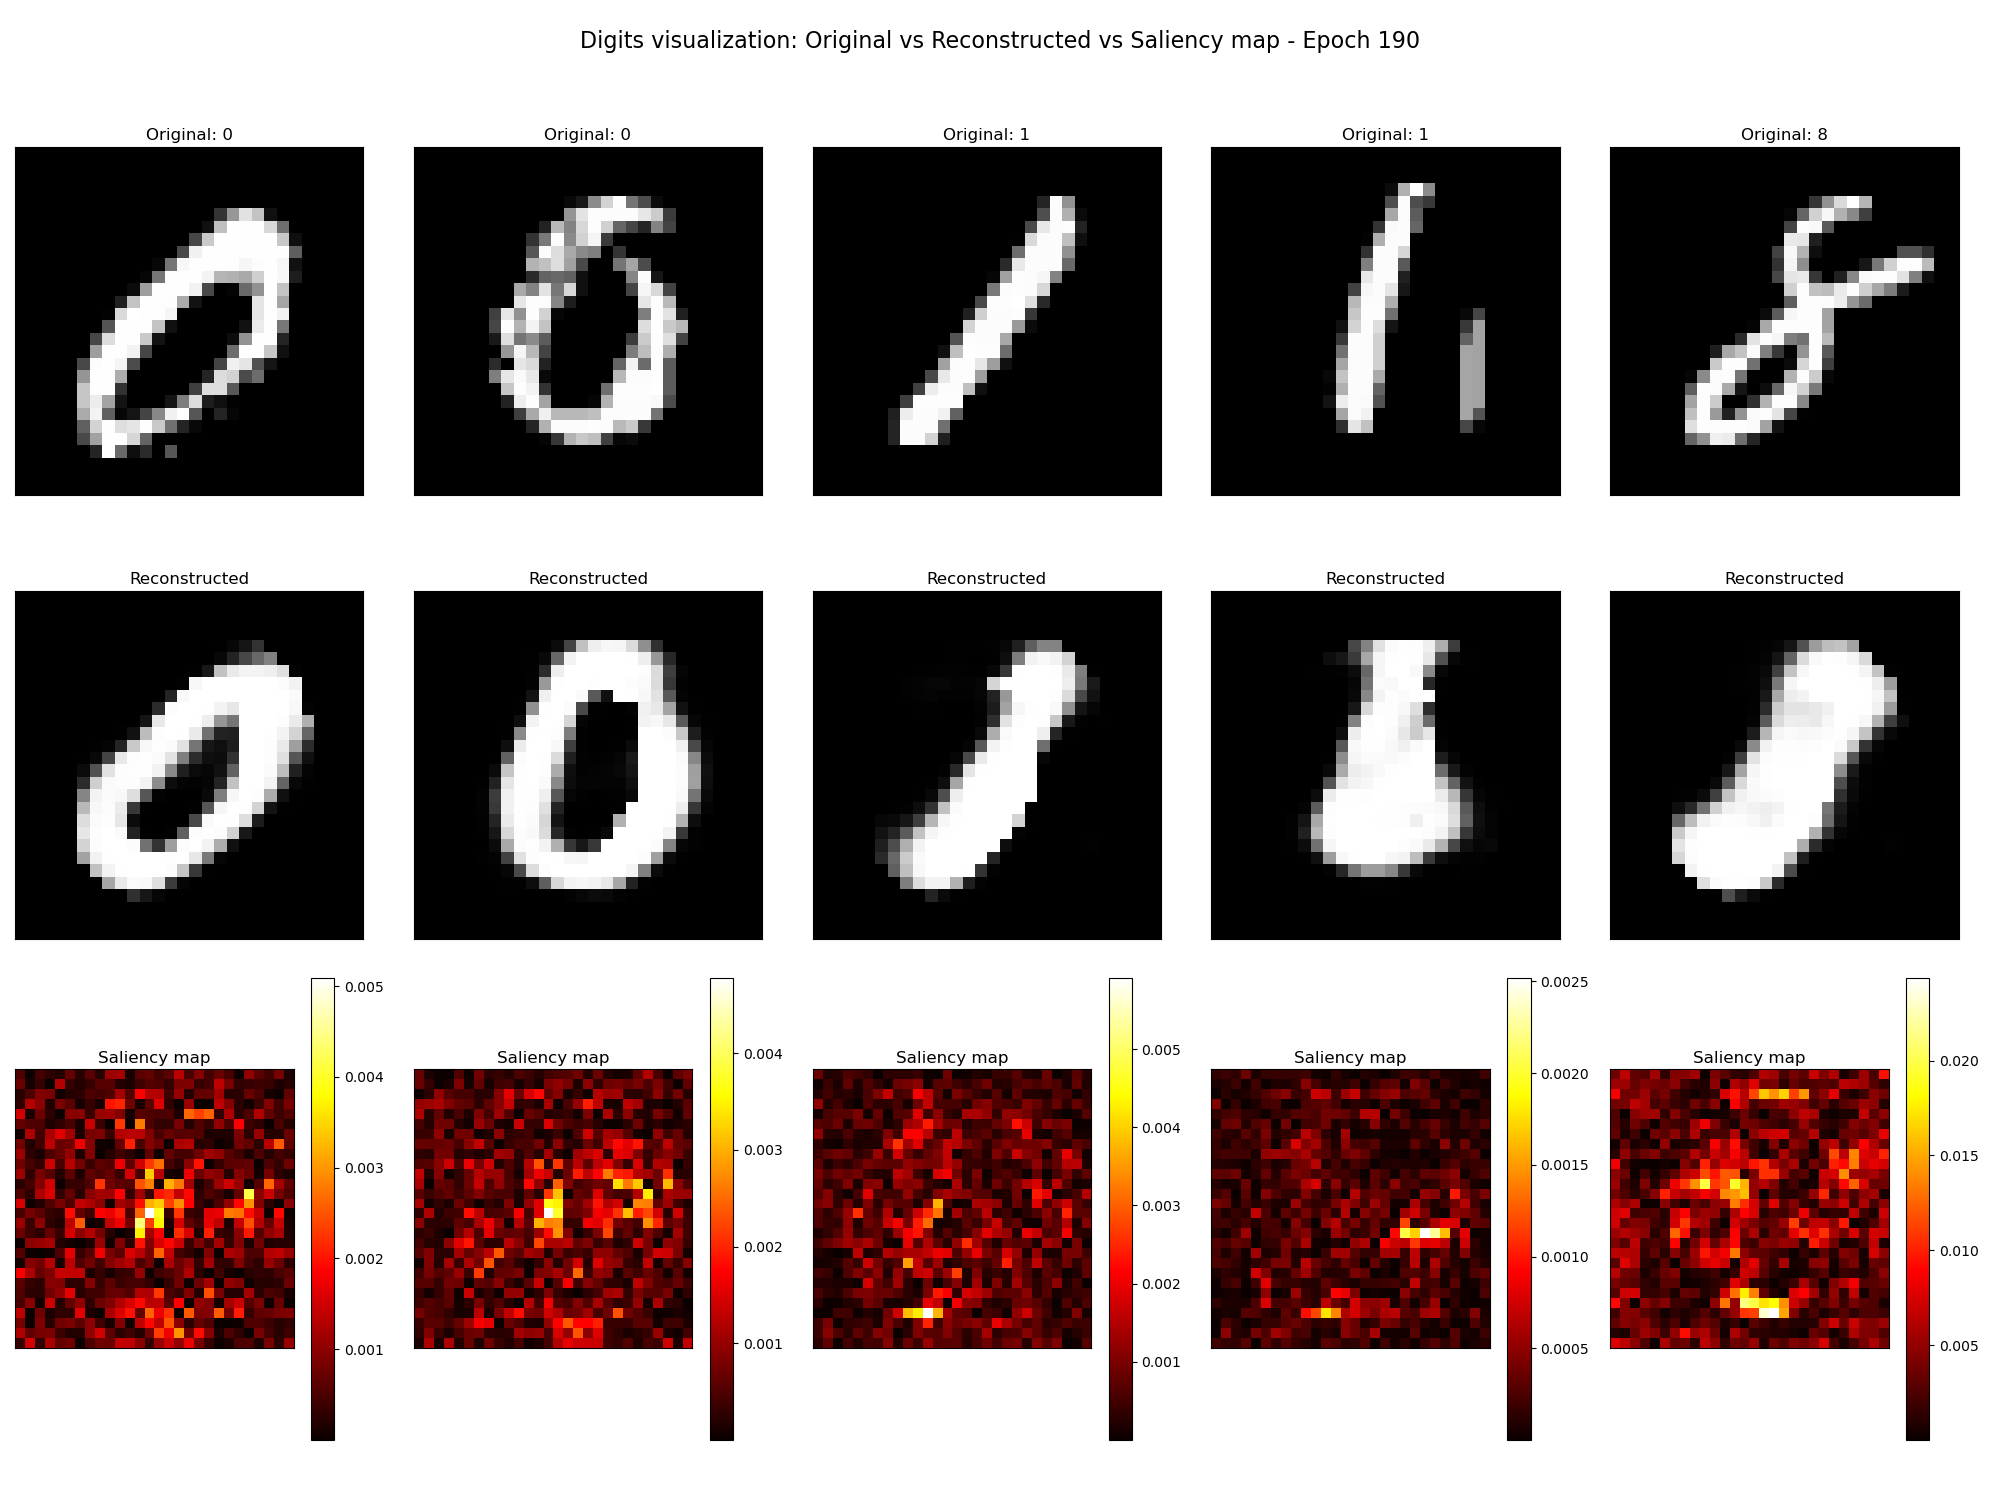 Digits visualization: Original vs Reconstructed vs Saliency map - Epoch 190
Original: 0
Original: 0
Original: 1
Original: 1
Original: 8
Reconstructed
Reconstructed
Reconstructed
Reconstructed
Reconstructed
Saliency map
0.005
0.004
0.003
0.002
0.001
Saliency map
0.004
0.003
0.002
0.001
Saliency map
0.005
0.004
0.003
0.002
0.001
Saliency map
0.0025
0.0020
0.0015
0.0010
0.0005
Saliency map
0.020
0.015
0.010
0.005